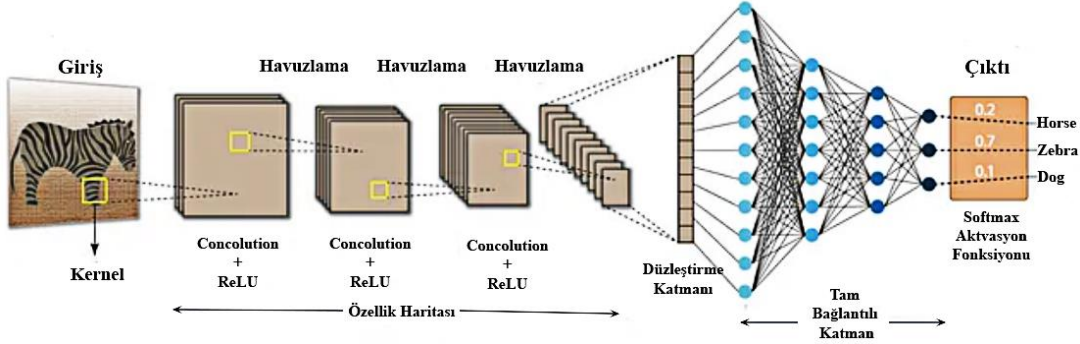 Giriş
Havuzlama
Havuzlama
Havuzlama
Çıktı
0.2
Horse
0.7
Zebra
0.1
Dog
Kernel
Concolution
+
ReLU
Concolution
+
ReLU
Concolution
+
ReLU
Özellik Haritası
Düzleştirme
Katmanı
Tam
Bağlantılı
Katman
Softmax
Aktvasyon
Fonksiyonu